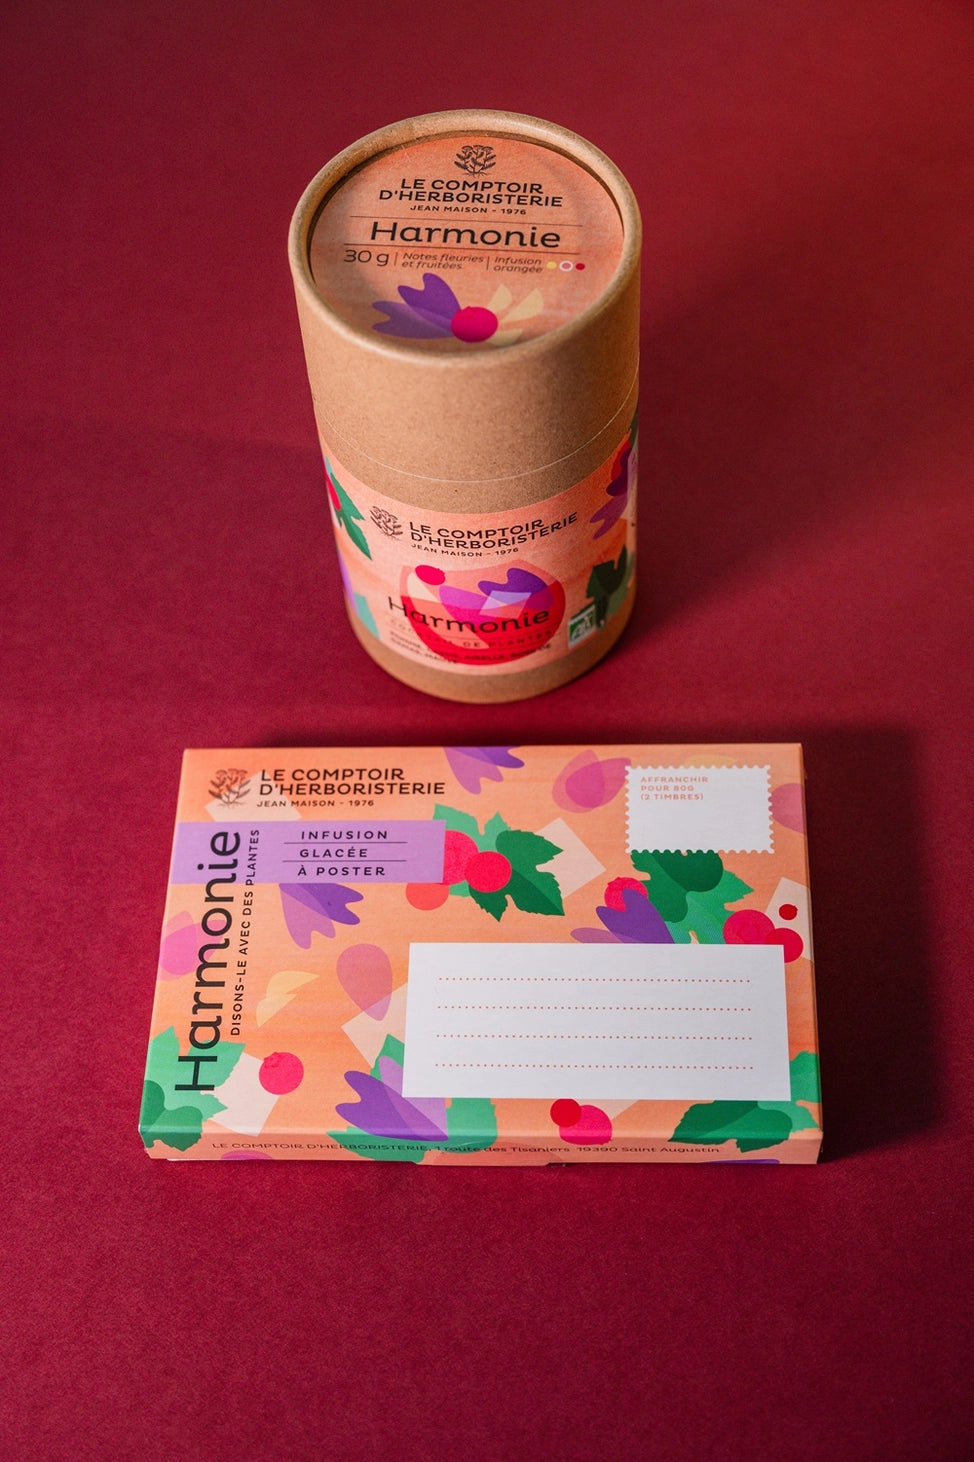 LE COMPTOIR
D'HERBORISTERIE
JEAN MAISON - 1976
Harmonie
30 g
Notes fleuries
et fruitées
Infusion
orangée
LE COMPTOIR
D'HERBORISTERIE
JEAN MAISON - 1976
Harmonie
DE PLANTES
LE COMPTOIR
D'HERBORISTERIE
JEAN MAISON - 1976
INFUSION
GLACÉE
À POSTER
Harmonie
DISONS-LE AVEC DES PLANTES
AFFRANCHIR
POUR 80G
(2 TIMBRES)
LE COMPTOIR D'HERBORISTERIE, 1 route des Tisaniers 19390 Saint Augustin